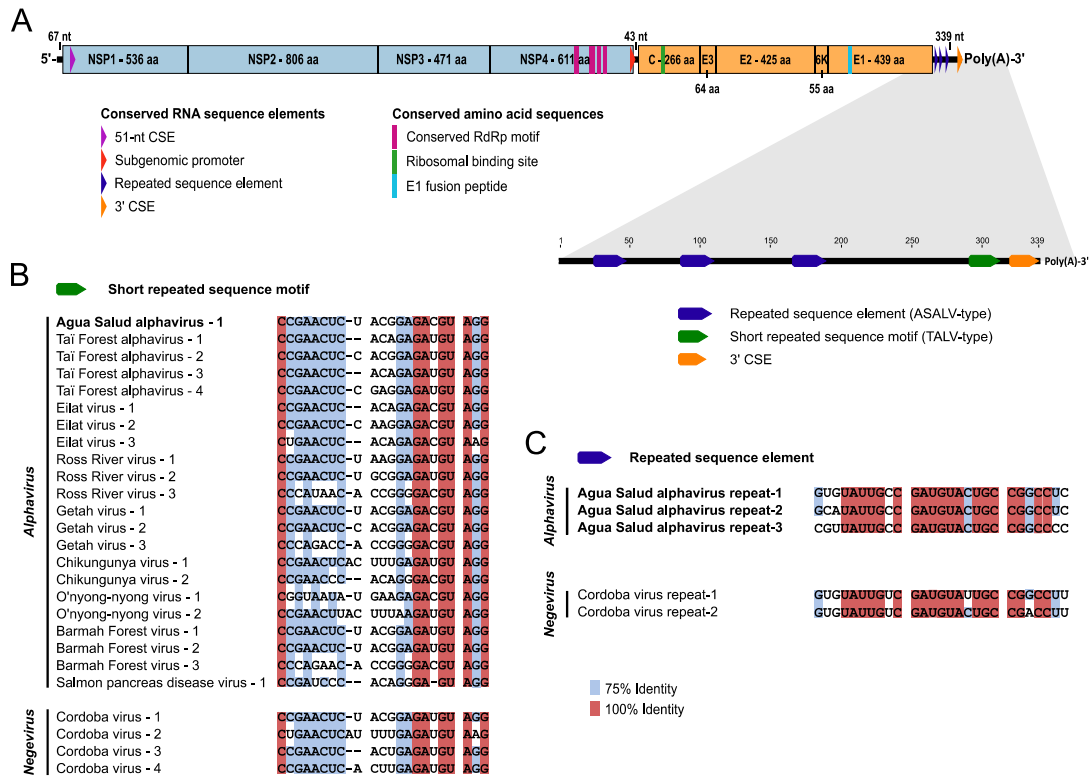 A
67 nt
43 nt
339 nt
5'-
NSP1 - 536 aa
NSP2 - 806 aa
NSP3 - 471 aa
NSP4 - 611 aa
C - 266 aa
E3
E2 - 425 aa
6K
E1 - 439 aa
Poly(A)-3'
64 aa
55 aa
Conserved RNA sequence elements
51-nt CSE
Subgenomic promoter
Repeated sequence element
3' CSE
Conserved amino acid sequences
Conserved RdRp motif
Ribosomal binding site
E1 fusion peptide
1 50 100 150 200 250 300 339
Poly(A)-3'
Repeated sequence element (ASALV-type)
Short repeated sequence motif (TALV-type)
3' CSE
B
Short repeated sequence motif
Alphavirus
Agua Salud alphavirus - 1 CCGAACUC-U ACGGAGACGU AGG
Taï Forest alphavirus - 1 CCGAACUC-- ACAGAGAUGU AGG
Taï Forest alphavirus - 2 CCGAACUC-C ACGGAGAUGU AGG
Taï Forest alphavirus - 3 CCGAACUC-- ACAGAGAUGU AGG
Taï Forest alphavirus - 4 CCGAACUC-C GAGGAGAUGU AGG
Eilat virus - 1 CCGAACUC-- ACAGAGACGU AGG
Eilat virus - 2 CCGAACUC-C AAGGAGAUGU AGG
Eilat virus - 3 CUGAACUC-- ACAGAGACGU AAG
Ross River virus - 1 CCGAACUC-U AAGGAGAUGU AGG
Ross River virus - 2 CCGAACUC-U GCGGAGACGU AGG
Ross River virus - 3 CCCAUAAC-A CCGGGGACGU AGG
Getah virus - 1 CCGAACUC-U ACGGAGAUGU AGG
Getah virus - 2 CCGAACUC-C ACGGAGAUGU AGG
Getah virus - 3 CCCAGACC-A CCGGGGACGU AGG
Chikungunya virus - 1 CCGAACUCAC UUUGAGAUGU AGG
Chikungunya virus - 2 CCGAACCC-- ACAGGGACGU AGG
O'nyong-nyong virus - 1 CGGUAAUA-U GAAGAGACGU AGG
O'nyong-nyong virus - 2 CCGAACUUAC UUUAAGAUGU AGG
Barmah Forest virus - 1 CCGAACUC-U ACGGAGAUGU AGG
Barmah Forest virus - 2 CCGAACUC-U ACGGAGAUGU AGG
Barmah Forest virus - 3 CCCAGAAC-A CCGGGGACGU AGG
Salmon pancreas disease virus - 1 CCGAUCCC-- ACAGGGA-GU AGG
Negevirus
Cordoba virus - 1 CCGAACUC-U ACGGAGAUGU AGG
Cordoba virus - 2 CUGAACUCAU UUUGAGAUGU AAG
Cordoba virus - 3 CCGAACUC-- ACUGAGAUGU AGG
Cordoba virus - 4 CCGAACUC-A CUUGAGAUGU AGG
C
Repeated sequence element
Alphavirus
Agua Salud alphavirus repeat-1 GUGUAUUGCC GAUGUACUGC CGGCCUC
Agua Salud alphavirus repeat-2 GCAUAUUGCC GAUGUACUGC CGGCCUC
Agua Salud alphavirus repeat-3 CGUUAUUGCC GAUGUACUGC CGGCCCC
Negevirus
Cordoba virus repeat-1 GUGUAUUGUC GAUGUAUUGC CGGCCUU
Cordoba virus repeat-2 GUGUAUUGUC GAUGUACUGC CGACCUU
75% Identity
100% Identity